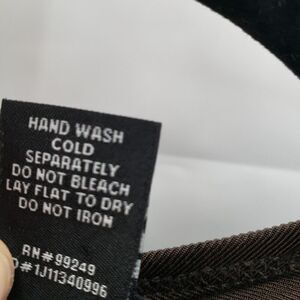 HAND WASH
COLD
SEPARATELY
DO NOT BLEACH
LAY FLAT TO DRY
DO NOT IRON
RN#99249
O#1J11340996